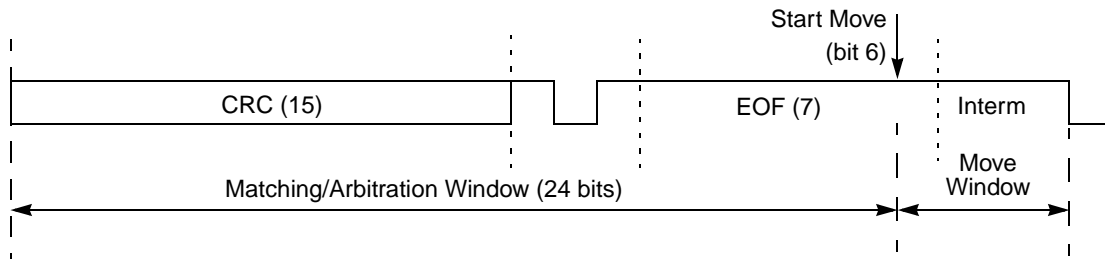 Start Move
(bit 6)
CRC (15)
EOF (7)
Interm
Matching/Arbitration Window (24 bits)
Move
Window